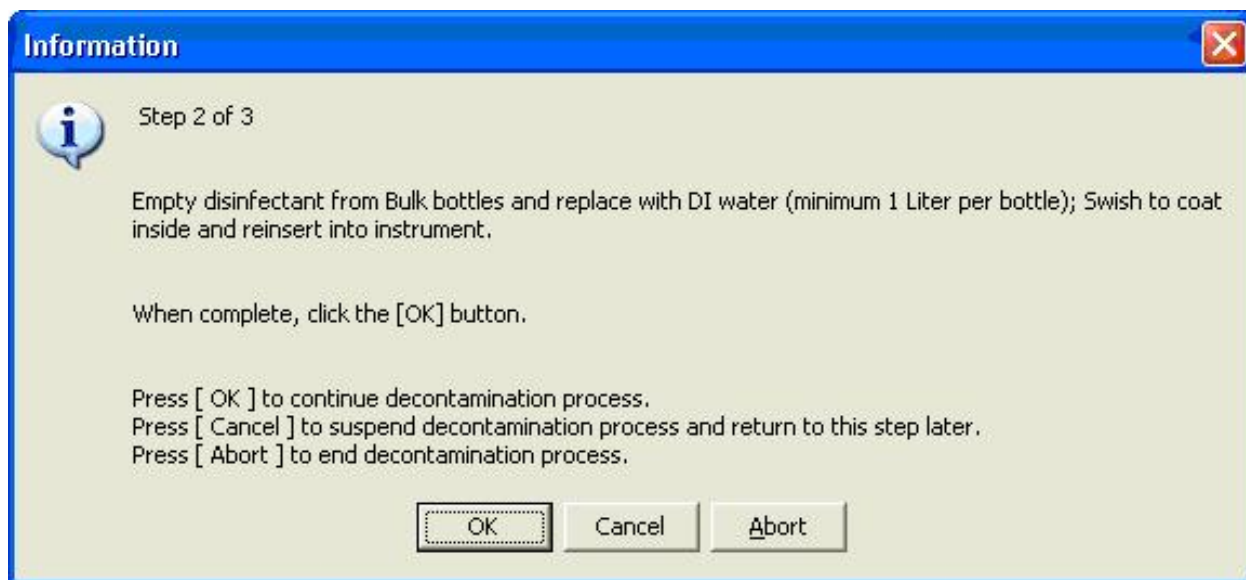 Information
Step 2 of 3
Empty disinfectant from Bulk bottles and replace with DI water (minimum 1 Liter per bottle); Swish to coat
inside and reinsert into instrument.
When complete, click the [OK] button.
Press [ OK ] to continue decontamination process.
Press [ Cancel ] to suspend decontamination process and return to this step later.
Press [ Abort ] to end decontamination process.
OK Cancel Abort